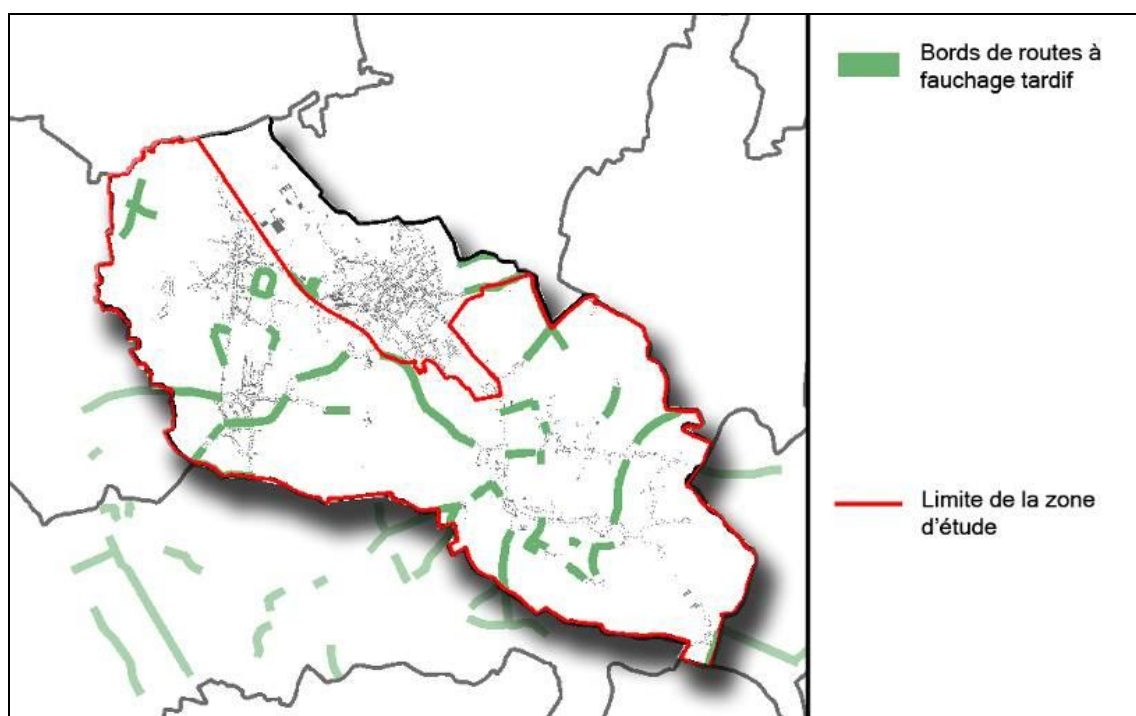 Bords de routes à
fauchage tardif
Limite de la zone
d'étude